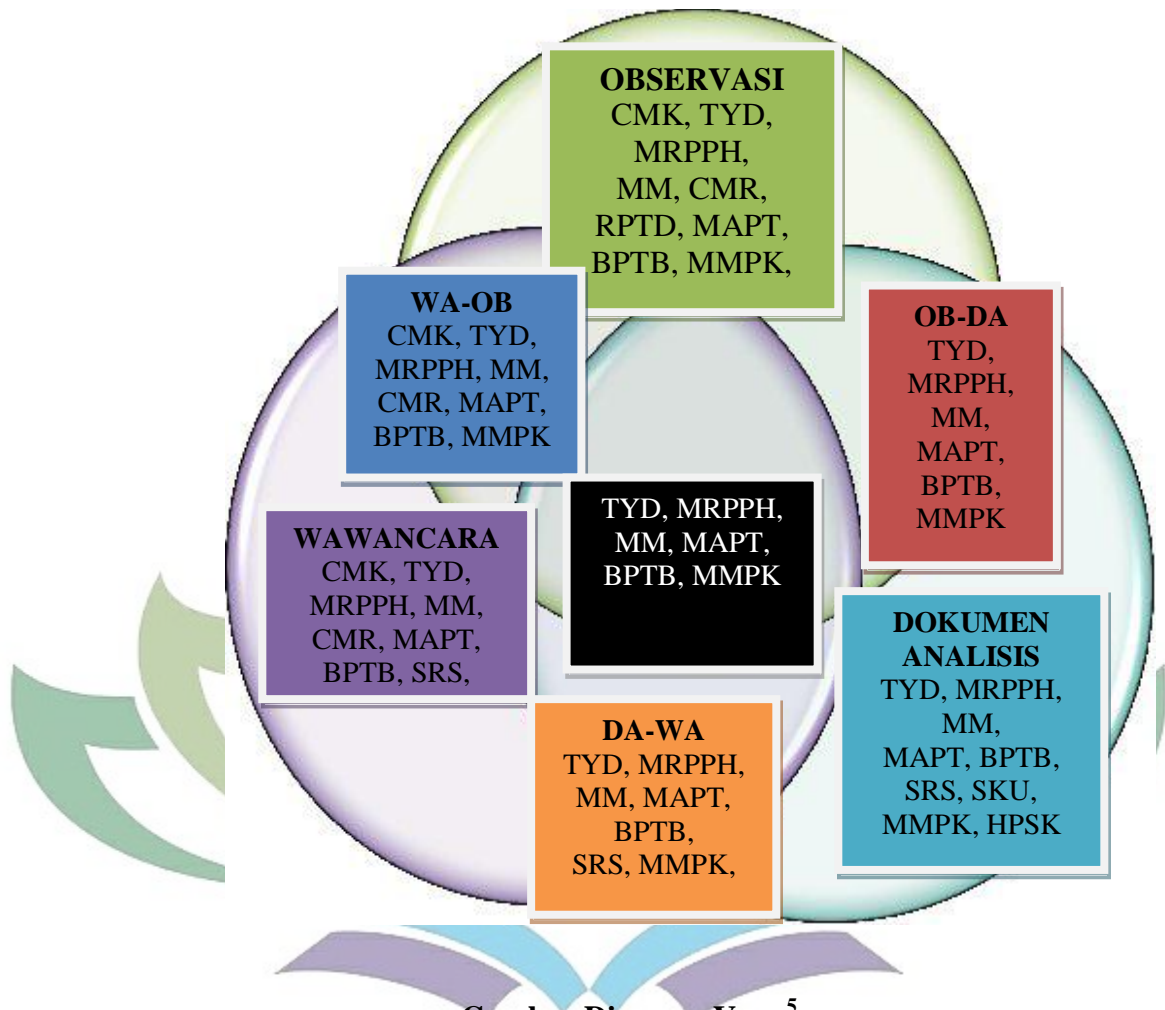 OBSERVASI
CMK, TYD,
MRPPH,
MM, CMR,
RPTD, MAPT,
BPTB, MMPK,
WA-OB
CMK, TYD,
MRPPH, MM,
CMR, MAPT,
BPTB, MMPK
OB-DA
TYD,
MRPPH,
MM,
MAPT,
BPTB,
MMPK
WAWANCARA
CMK, TYD,
MRPPH, MM,
CMR, MAPT,
BPTB, SRS,
TYD, MRPPH,
MM, MAPT,
BPTB, MMPK
DOKUMEN
ANALISIS
TYD, MRPPH,
MM,
MAPT, BPTB,
SRS, SKU,
MMPK, HPSK
DA-WA
TYD, MRPPH,
MM, MAPT,
BPTB,
SRS, MMPK,
5